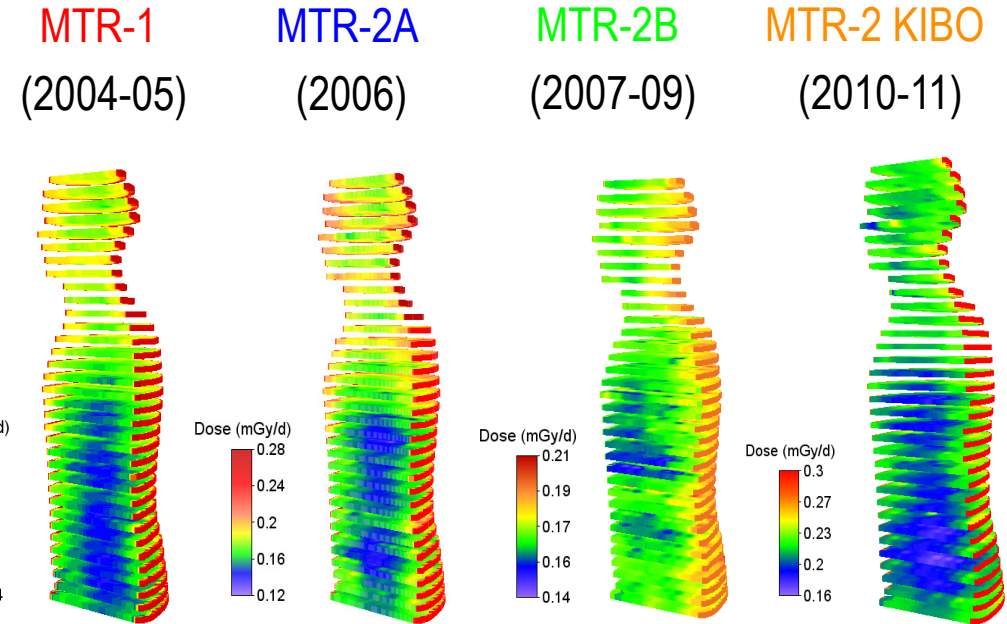 MTR-1
(2004-05)
MTR-2A
(2006)
MTR-2B
(2007-09)
MTR-2 KIBO
(2010-11)
Dose (mGy/d)
0.28
0.24
0.2
0.16
0.12
Dose (mGy/d)
0.21
0.19
0.17
0.16
0.14
Dose (mGy/d)
0.3
0.27
0.23
0.2
0.16